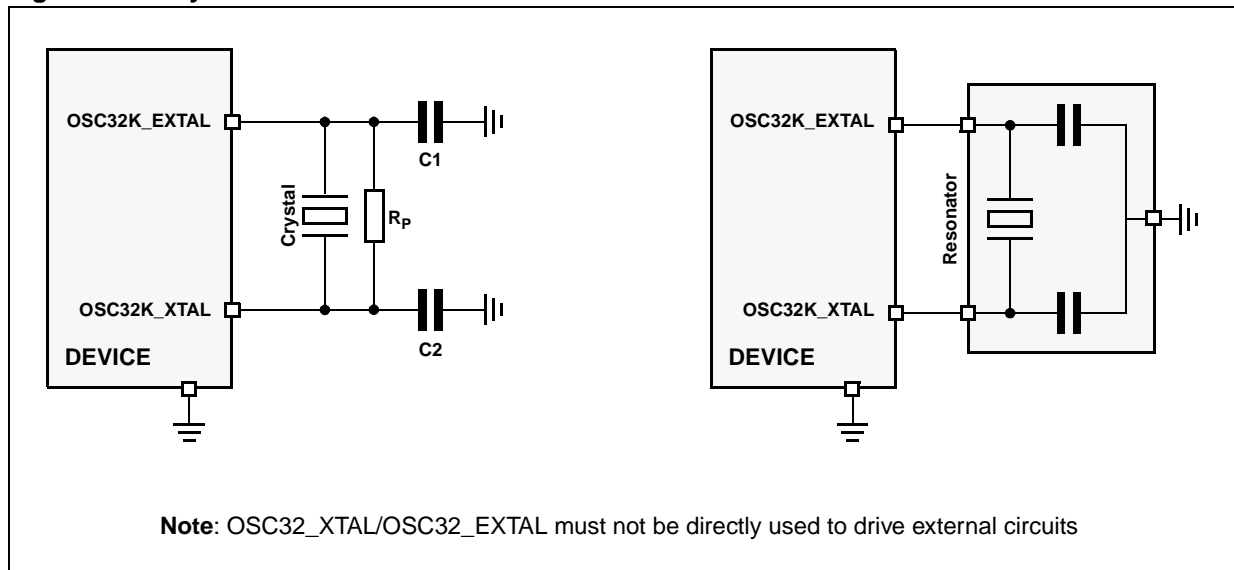 OSC32K_EXTAL
C1
Crystal
RP
OSC32K_XTAL
C2
DEVICE
OSC32K_EXTAL
Resonator
OSC32K_XTAL
DEVICE
Note: OSC32_XTAL/OSC32_EXTAL must not be directly used to drive external circuits